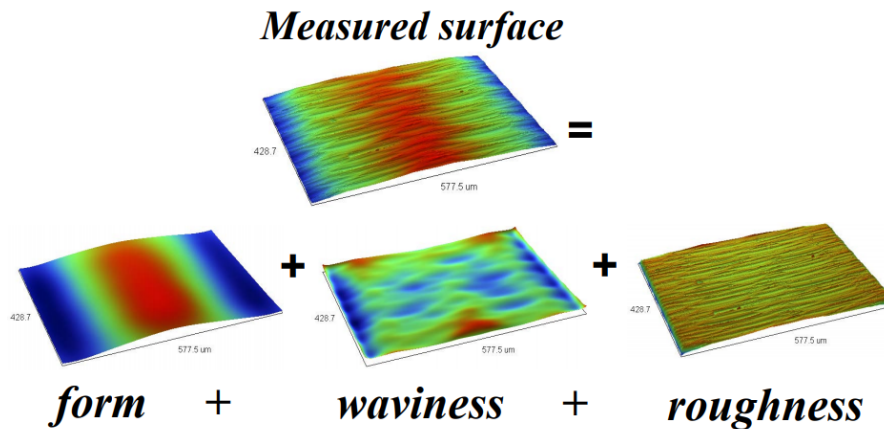 Measured surface
428.7
577.5 um
=
+
+
428.7
577.5 um
428.7
577.5 um
428.7
577.5 um
form + waviness + roughness